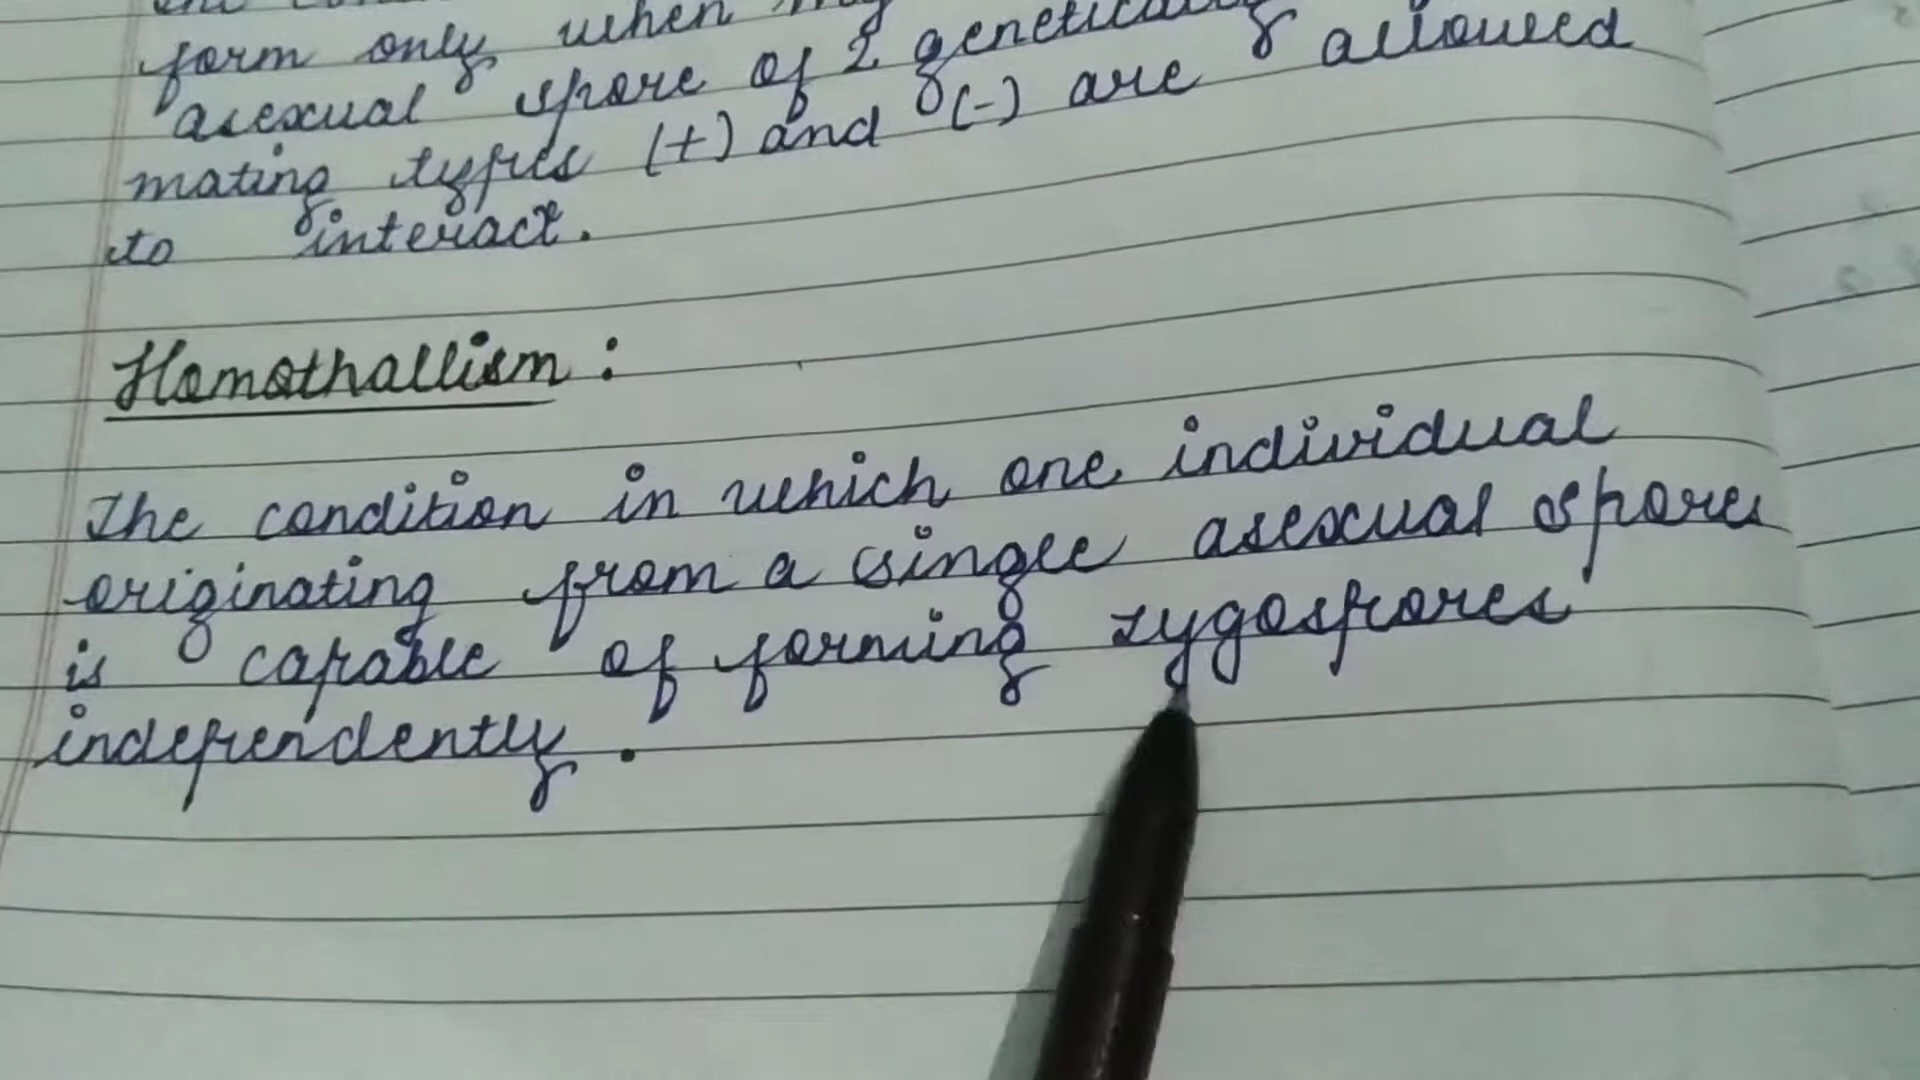 form only when
asexual spore of 2 genetically
mating types (+) and (-) are allowed
to interact.
Homothallism :
The condition in which one individual
originating from a single asexual spores
is capable of forming zygospores
independently.